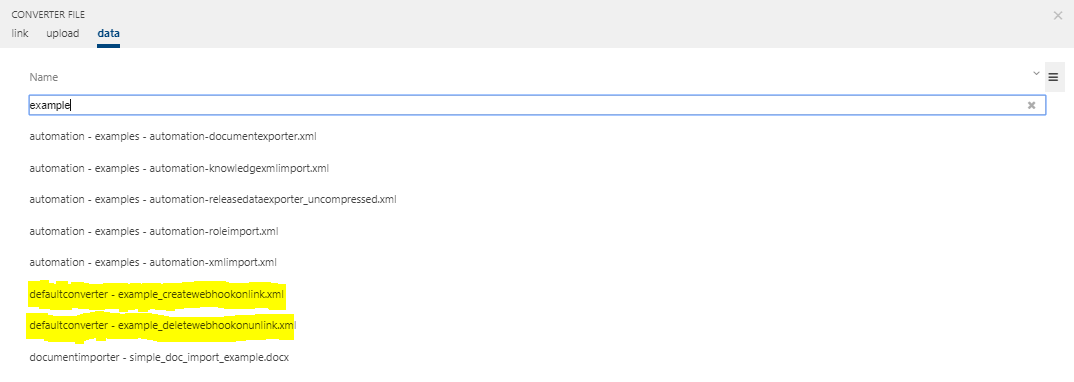 CONVERTER FILE
link upload data
Name
example
automation - examples - automation-documentexporter.xml
automation - examples - automation-knowledgexmlimport.xml
automation - examples - automation-releasedataexporter_uncompressed.xml
automation - examples - automation-roleimport.xml
automation - examples - automation-xmlimport.xml
defaultconverter - example_createwebhookonlink.xml
defaultconverter - example_deletewebhookonunlink.xml
documentimporter - simple_doc_import_example.docx